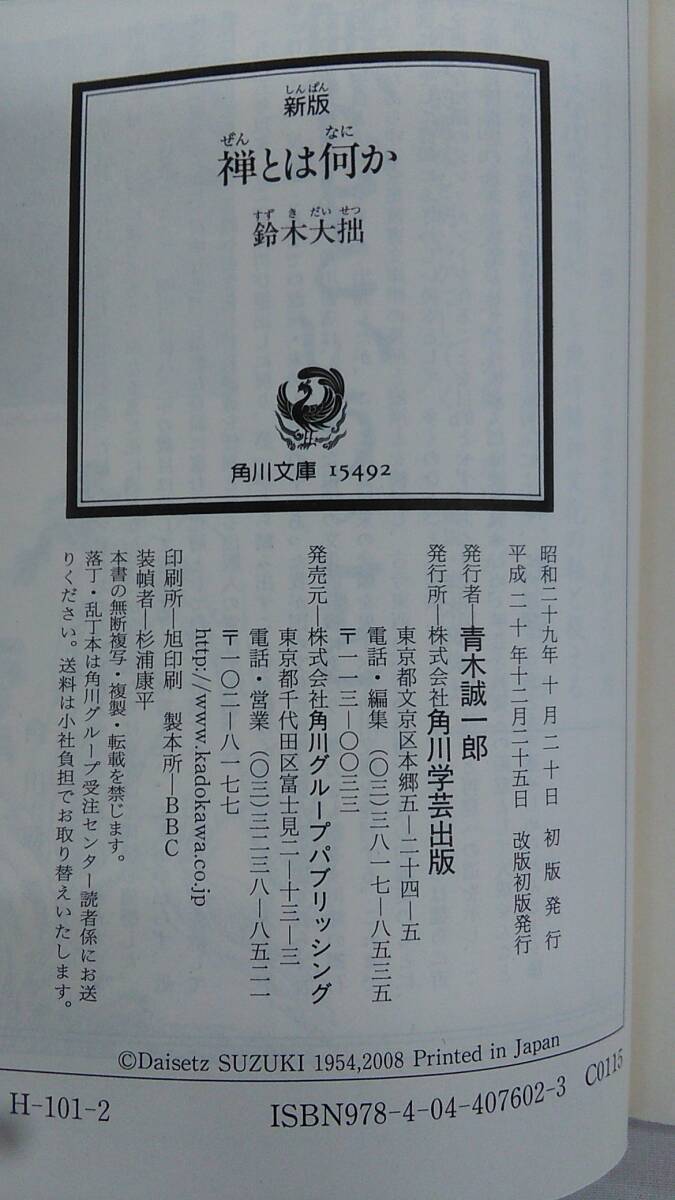 しんぱん
新版
ぜん なに
禅とは何か
すず き だい せつ
鈴木大拙
角川文庫 15492
昭和二十九年 十月 二十日 初版発行
平成 二十年十二月二十五日 改版初版発行
発行者―青木誠一郎
発行所―株式会社角川学芸出版
東京都文京区本郷五―二十四―五
電話・編集 (〇三)三八一七―八五三五
〒一一三―〇〇三三
発売元―株式会社角川グループパブリッシング
東京都千代田区富士見二―十三―三
電話・営業 (〇三)三二三八―八五二一
〒一〇二―八一七七
http://www.kadokawa.co.jp
印刷所―旭印刷 製本所―BBC
装幀者―杉浦康平
本書の無断複写・複製・転載を禁じます。
落丁・乱丁本は角川グループ受注センター読者係にお送
りください。送料は小社負担でお取り替えいたします。
©Daisetz SUZUKI 1954,2008 Printed in Japan
H-101-2 ISBN978-4-04-407602-3 C0115